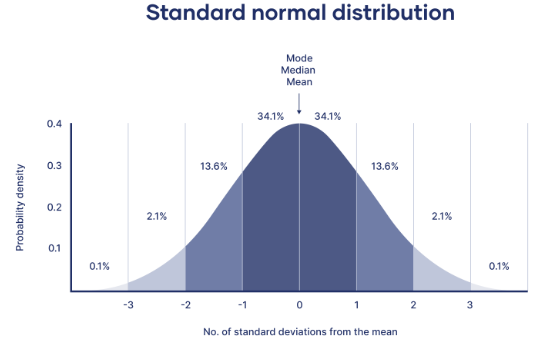 Standard normal distribution
Mode
Median
Mean
34.1% 34.1%
0.4
0.3
13.6% 13.6%
0.2
2.1% 2.1%
0.1
0.1% 0.1%
Probability density
-3 -2 -1 0 1 2 3
No. of standard deviations from the mean